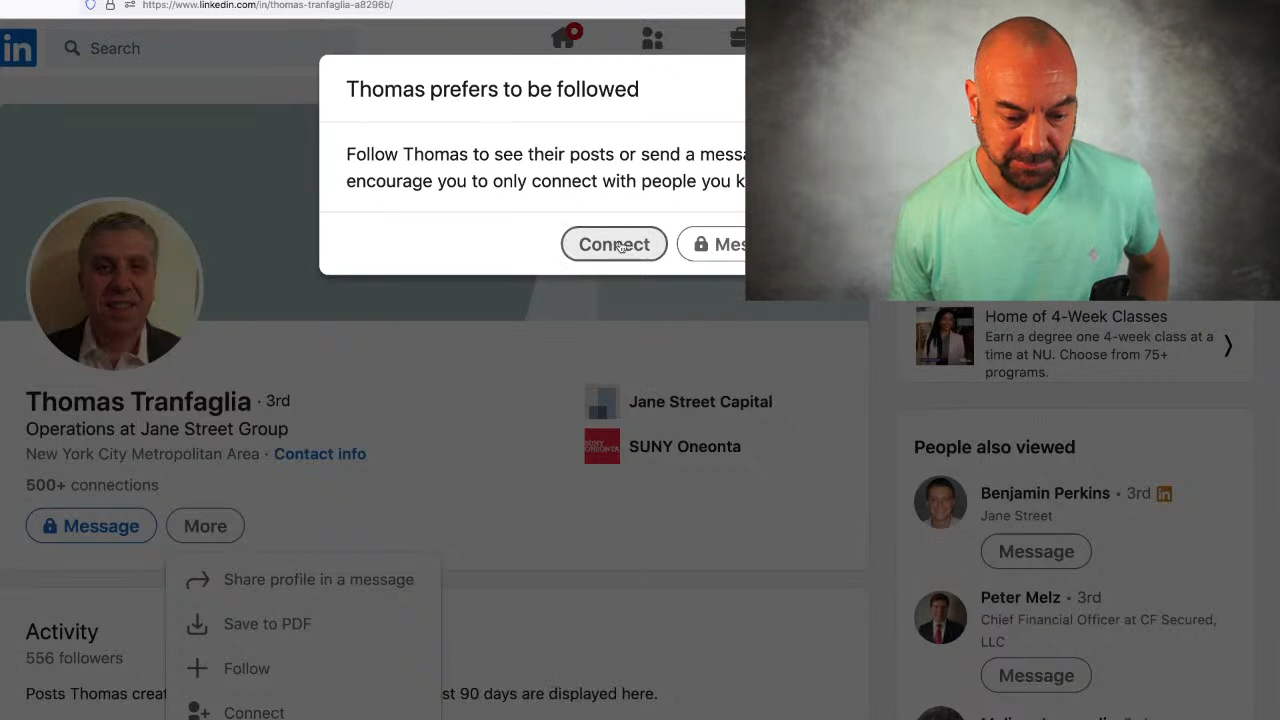 https://www.linkedin.com/in/thomas-tranfaglia-a8296b/
in
Search
Thomas prefers to be followed
Follow Thomas to see their posts or send a messa
encourage you to only connect with people you k
Connect
Mes
Thomas Tranfaglia · 3rd
Operations at Jane Street Group
New York City Metropolitan Area · Contact info
500+ connections
Message
More
Jane Street Capital
SUNY ONEONTA
SUNY Oneonta
Share profile in a message
Save to PDF
Follow
Connect
Activity
556 followers
Posts Thomas creat
st 90 days are displayed here.
Home of 4-Week Classes
Earn a degree one 4-week class at a
time at NU. Choose from 75+
programs.
People also viewed
Benjamin Perkins • 3rd in
Jane Street
Message
Peter Melz • 3rd
Chief Financial Officer at CF Secured,
LLC
Message